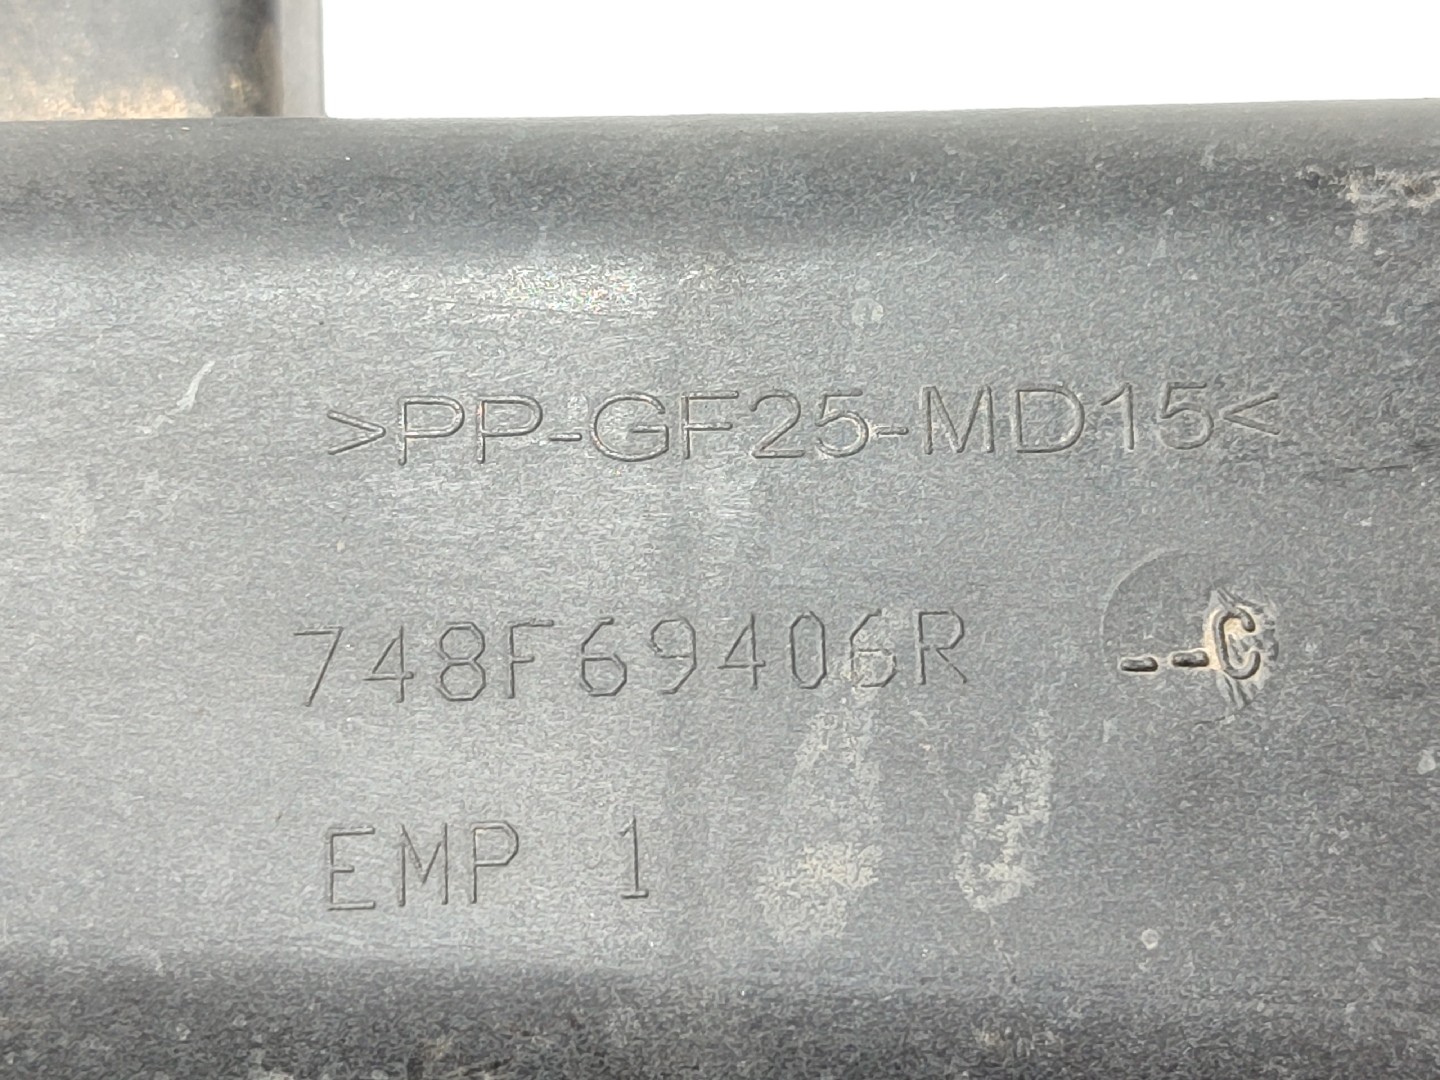 >PP-GF25-MD15<
748F69406R
--C
EMP 1